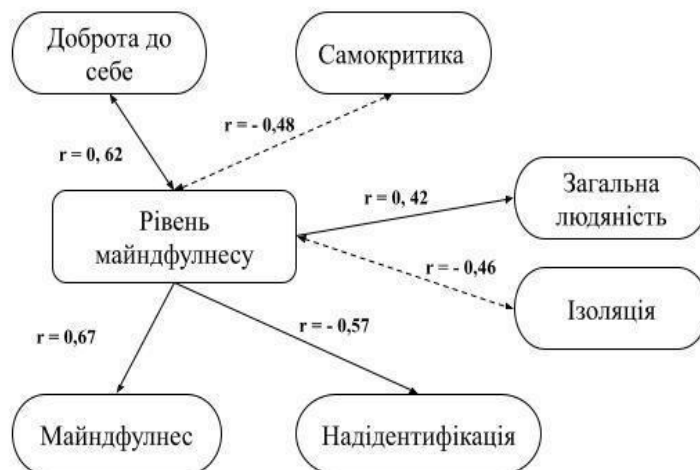 Доброта до
себе
Самокритика
r = - 0,48
r = 0, 62
Рівень
майндфулнесу
r = 0, 42
Загальна
людяність
r = - 0,46
Ізоляція
r = 0,67
r = - 0,57
Майндфулнес
Надідентифікація